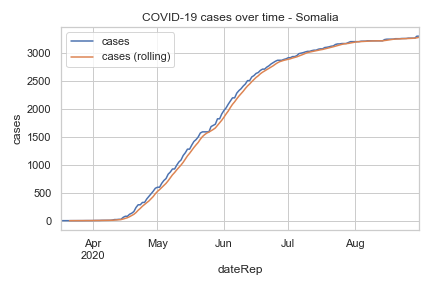 COVID-19 cases over time - Somalia
cases
cases (rolling)
cases
3000
2500
2000
1500
1000
500
0
Apr
2020
May
Jun
Jul
Aug
dateRep